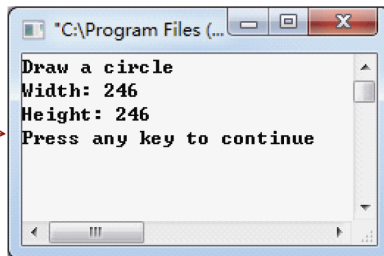 "C:\Program Files (...
Draw a circle
Width: 246
Height: 246
Press any key to continue